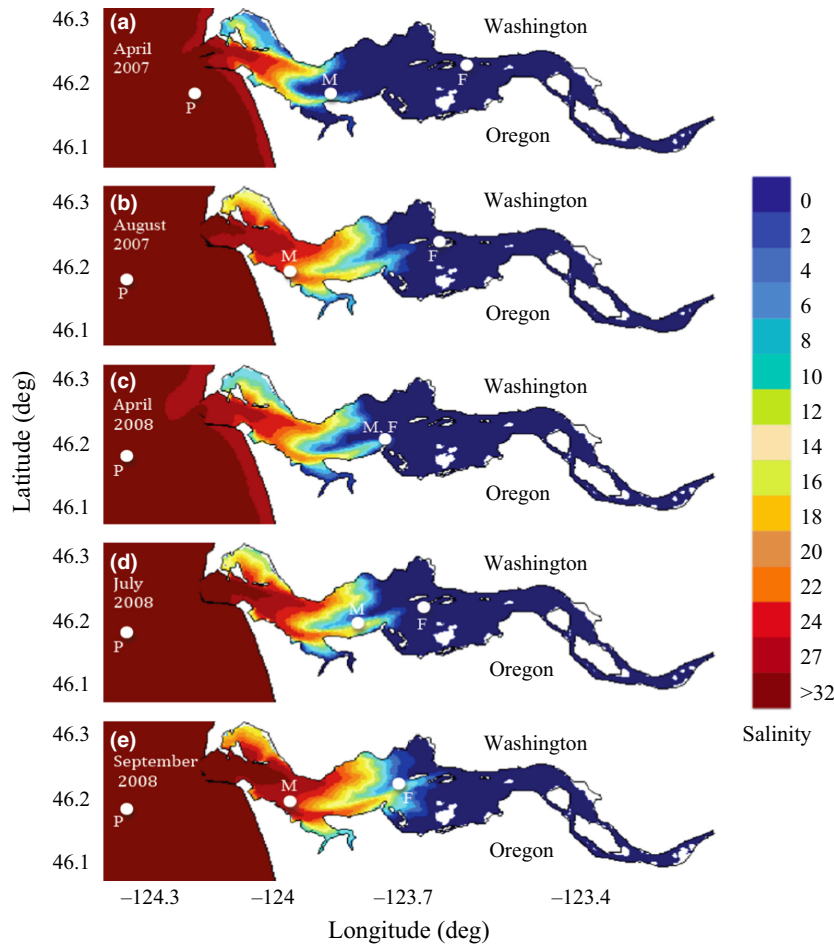 46.3
46.2
46.1
(a)
April
2007
P
M
F
Washington
Oregon
46.3
46.2
46.1
(b)
August
2007
P
M
F
Washington
Oregon
46.3
46.2
46.1
(c)
April
2008
P
M, F
Washington
Oregon
46.3
46.2
46.1
(d)
July
2008
P
M
F
Washington
Oregon
46.3
46.2
46.1
(e)
September
2008
P
M
F
Washington
Oregon
Latitude (deg)
−124.3
−124
−123.7
−123.4
Longitude (deg)
0
2
4
6
8
10
12
14
16
18
20
22
24
27
>32
Salinity